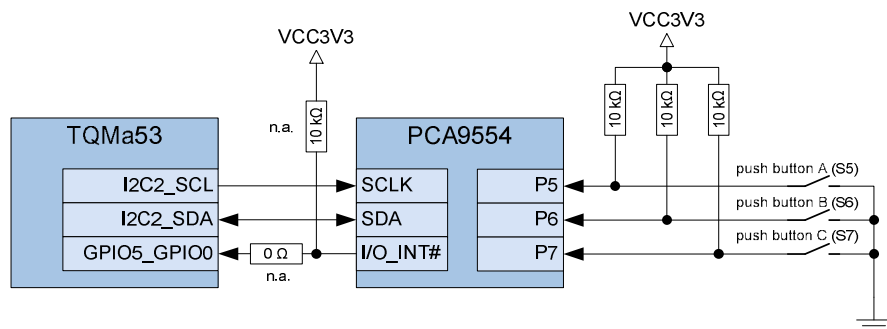 VCC3V3
VCC3V3
n.a.
10 kΩ
10 kΩ
10 kΩ
10 kΩ
TQMa53
PCA9554
I2C2_SCL
SCLK
P5
push button A (S5)
I2C2_SDA
SDA
P6
push button B (S6)
GPIO5_GPIO0
0 Ω
n.a.
I/O_INT#
P7
push button C (S7)